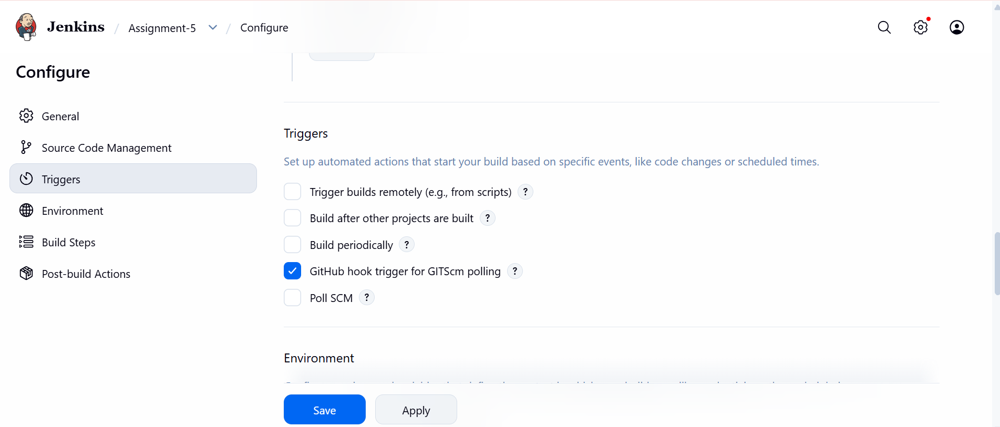 Jenkins / Assignment-5 / Configure
Configure
General
Source Code Management
Triggers
Environment
Build Steps
Post-build Actions
Triggers
Set up automated actions that start your build based on specific events, like code changes or scheduled times.
Trigger builds remotely (e.g., from scripts) ?
Build after other projects are built ?
Build periodically ?
GitHub hook trigger for GITScm polling ?
Poll SCM ?
Environment
Save
Apply